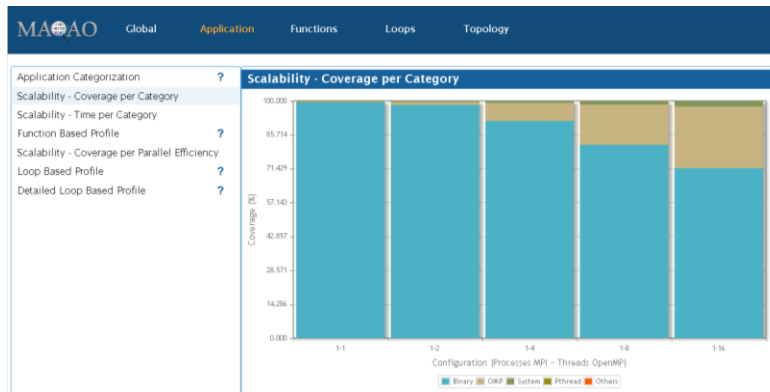 MAQAO Global Application Functions Loops Topology
Application Categorization ?
Scalability - Coverage per Category
Scalability - Time per Category
Function Based Profile ?
Scalability - Coverage per Parallel Efficiency
Loop Based Profile ?
Detailed Loop Based Profile ?
Scalability - Coverage per Category
100.000
85.714
71.429
57.143
42.857
28.571
14.286
0.000
Coverage (%)
1-1 1-2 1-4 1-8 1-16
Configuration (Processes MPI - Threads OpenMP)
Binary OMP System Pthread Others